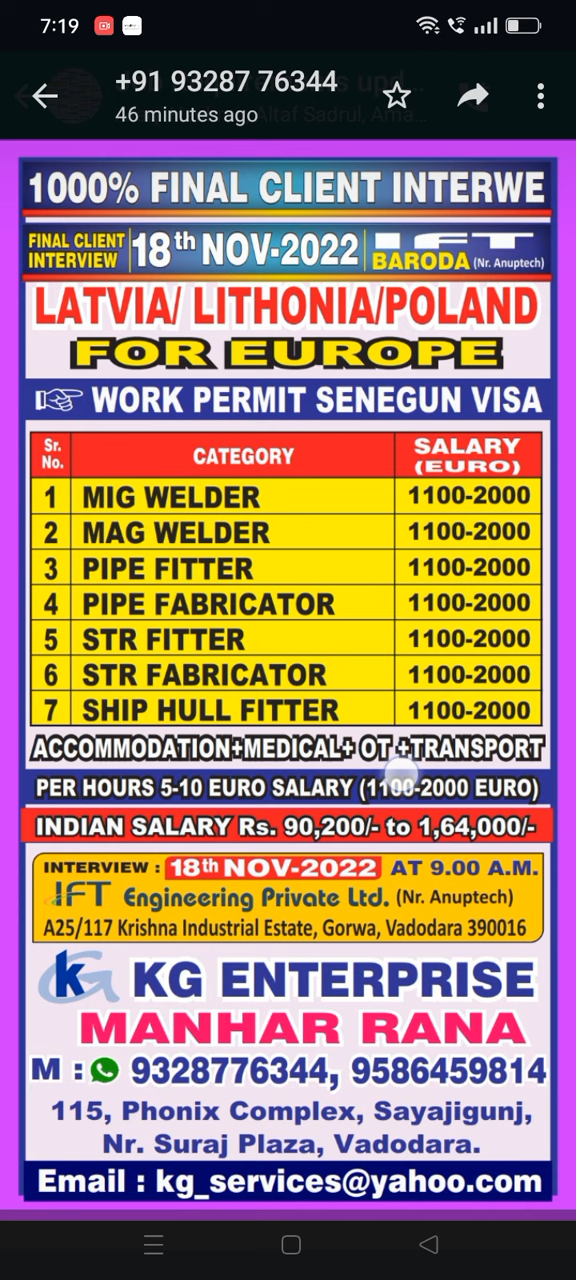 7:19
+91 93287 76344
46 minutes ago
1000% FINAL CLIENT INTERWE
FINAL CLIENT INTERVIEW 18th NOV-2022 IFT BARODA (Nr. Anuptech)
LATVIA/ LITHONIA/POLAND
FOR EUROPE
WORK PERMIT SENEGUN VISA
Sr. No. CATEGORY SALARY (EURO)
1 MIG WELDER 1100-2000
2 MAG WELDER 1100-2000
3 PIPE FITTER 1100-2000
4 PIPE FABRICATOR 1100-2000
5 STR FITTER 1100-2000
6 STR FABRICATOR 1100-2000
7 SHIP HULL FITTER 1100-2000
ACCOMMODATION+MEDICAL+ OT +TRANSPORT
PER HOURS 5-10 EURO SALARY (1100-2000 EURO)
INDIAN SALARY Rs. 90,200/- to 1,64,000/-
INTERVIEW : 18th NOV-2022 AT 9.00 A.M.
IFT Engineering Private Ltd. (Nr. Anuptech)
A25/117 Krishna Industrial Estate, Gorwa, Vadodara 390016
KG KG ENTERPRISE
MANHAR RANA
M : 9328776344, 9586459814
115, Phonix Complex, Sayajigunj,
Nr. Suraj Plaza, Vadodara.
Email : kg_services@yahoo.com